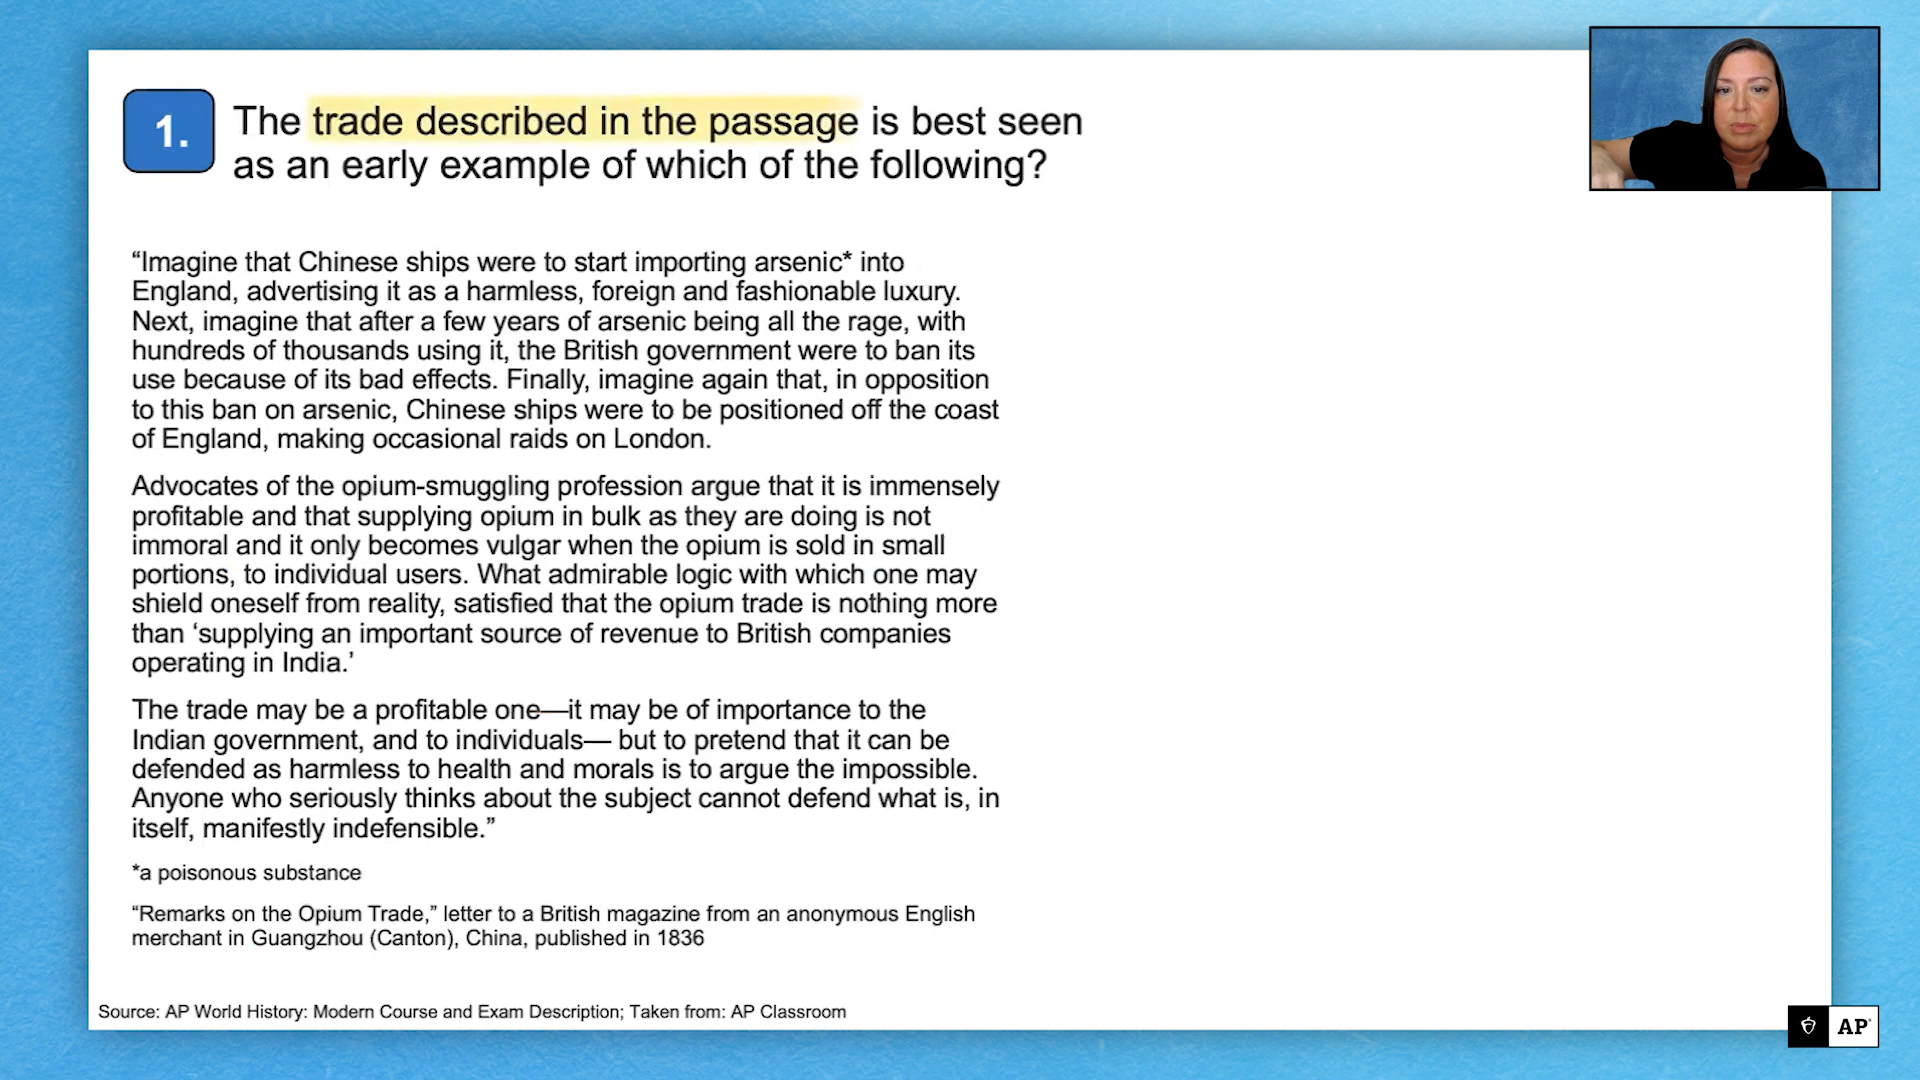 1.
The trade described in the passage is best seen
as an early example of which of the following?
“Imagine that Chinese ships were to start importing arsenic* into
England, advertising it as a harmless, foreign and fashionable luxury.
Next, imagine that after a few years of arsenic being all the rage, with
hundreds of thousands using it, the British government were to ban its
use because of its bad effects. Finally, imagine again that, in opposition
to this ban on arsenic, Chinese ships were to be positioned off the coast
of England, making occasional raids on London.
Advocates of the opium-smuggling profession argue that it is immensely
profitable and that supplying opium in bulk as they are doing is not
immoral and it only becomes vulgar when the opium is sold in small
portions, to individual users. What admirable logic with which one may
shield oneself from reality, satisfied that the opium trade is nothing more
than ‘supplying an important source of revenue to British companies
operating in India.’
The trade may be a profitable one—it may be of importance to the
Indian government, and to individuals— but to pretend that it can be
defended as harmless to health and morals is to argue the impossible.
Anyone who seriously thinks about the subject cannot defend what is, in
itself, manifestly indefensible.”
*a poisonous substance
“Remarks on the Opium Trade,” letter to a British magazine from an anonymous English
merchant in Guangzhou (Canton), China, published in 1836
Source: AP World History: Modern Course and Exam Description; Taken from: AP Classroom
AP